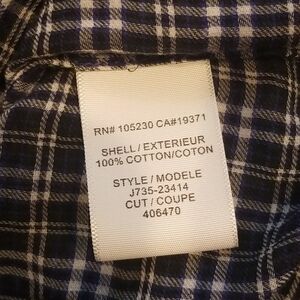 RN# 105230 CA#19371
SHELL / EXTERIEUR
100% COTTON/COTON
STYLE / MODELE
J735-23414
CUT / COUPE
406470